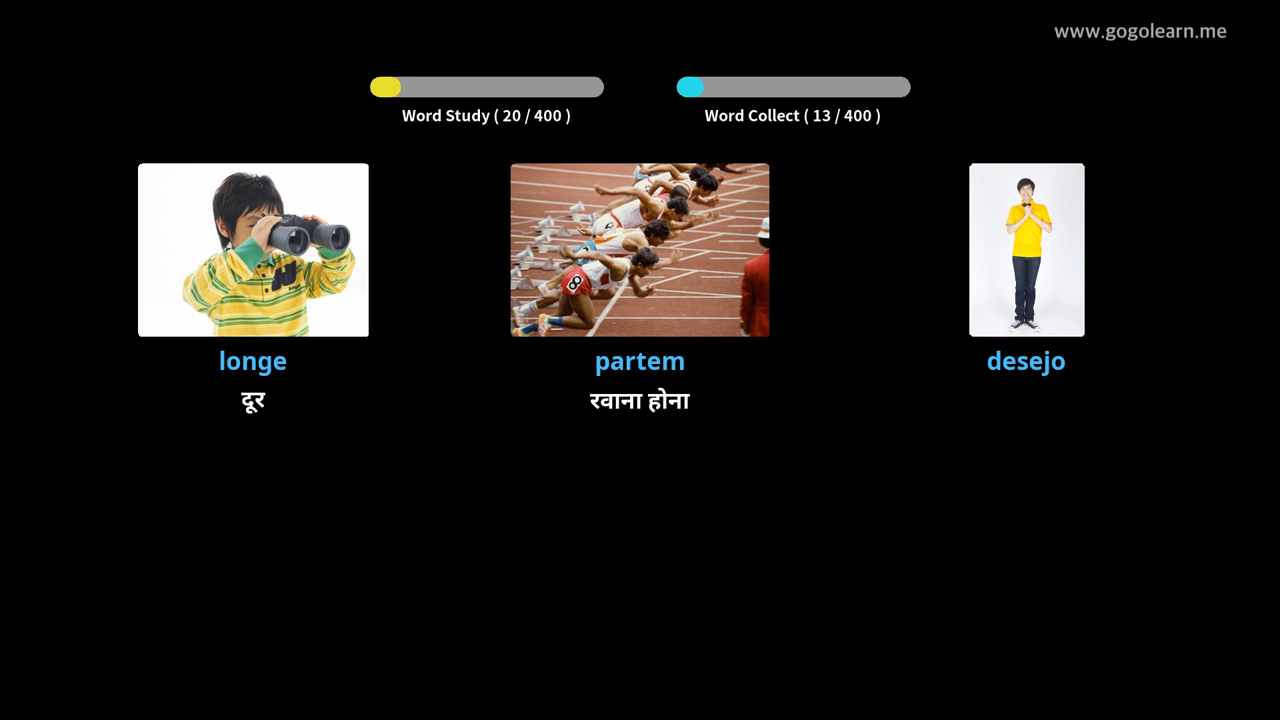 www.gogolearn.me
Word Study ( 20 / 400 )
Word Collect ( 13 / 400 )
longe
partem
desejo
दूर
रवाना होना